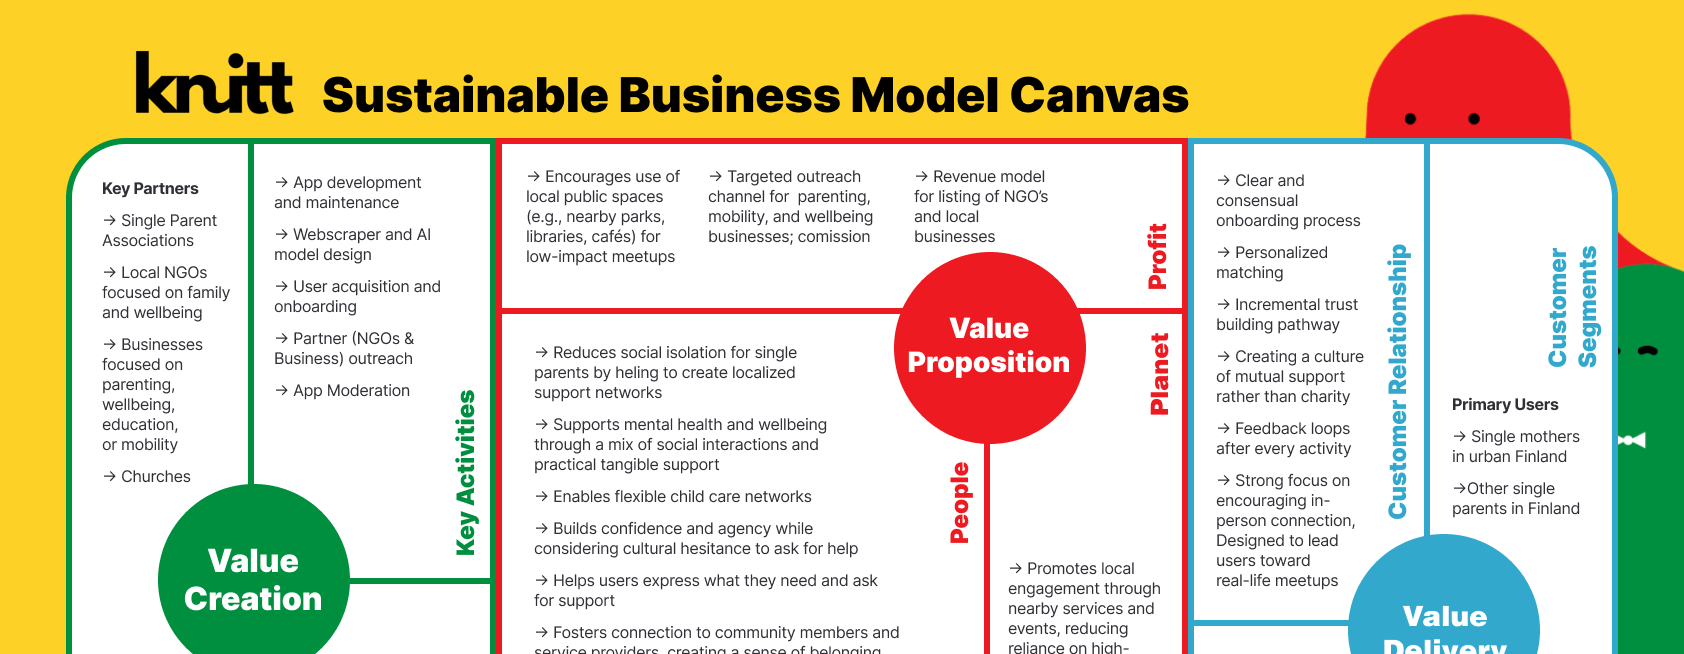 knitt Sustainable Business Model Canvas
Key Partners
→ Single Parent
Associations
→ Local NGOs
focused on family
and wellbeing
→ Businesses
focused on
parenting,
wellbeing,
education,
or mobility
→ Churches
Value
Creation
→ App development
and maintenance
→ Webscraper and AI
model design
→ User acquisition and
onboarding
→ Partner (NGOs &
Business) outreach
→ App Moderation
Key Activities
→ Encourages use of
local public spaces
(e.g., nearby parks,
libraries, cafés) for
low-impact meetups
→ Targeted outreach
channel for parenting,
mobility, and wellbeing
businesses; comission
→ Revenue model
for listing of NGO’s
and local
businesses
Profit
Value
Proposition
Planet
→ Reduces social isolation for single
parents by heling to create localized
support networks
→ Supports mental health and wellbeing
through a mix of social interactions and
practical tangible support
→ Enables flexible child care networks
→ Builds confidence and agency while
considering cultural hesitance to ask for help
→ Helps users express what they need and ask
for support
→ Fosters connection to community members and
service providers, creating a sense of belonging
People
→ Promotes local
engagement through
nearby services and
events, reducing
reliance on high-
→ Clear and
consensual
onboarding process
→ Personalized
matching
→ Incremental trust
building pathway
→ Creating a culture
of mutual support
rather than charity
→ Feedback loops
after every activity
→ Strong focus on
encouraging in-
person connection,
Designed to lead
users toward
real-life meetups
Customer Relationship
Customer
Segments
Primary Users
→ Single mothers
in urban Finland
→Other single
parents in Finland
Value
Delivery